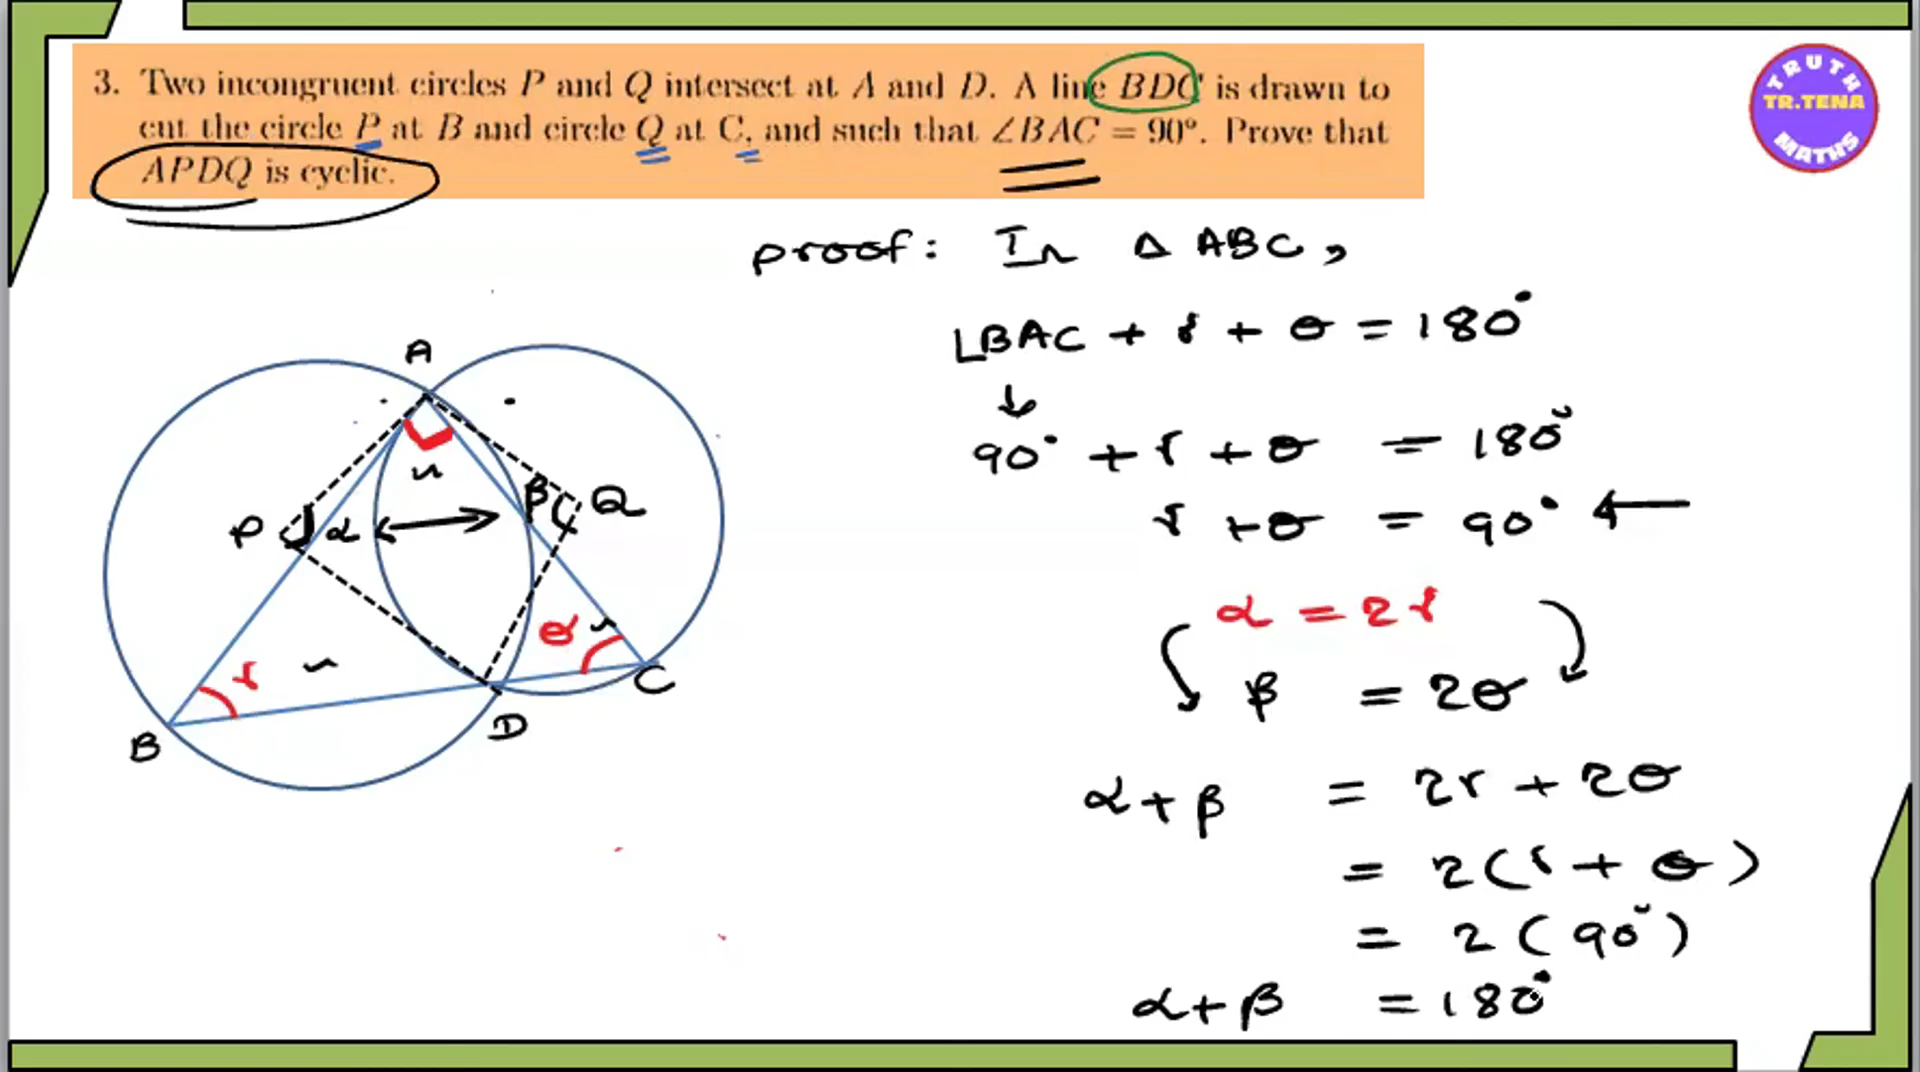 3. Two incongruent circles P and Q intersect at A and D. A line BDC is drawn to
cut the circle P at B and circle Q at C, and such that ∠BAC = 90°. Prove that
APDQ is cyclic.
TRUTH
TR.TENA
MATHS
proof: In Δ ABC,
∠BAC + r + θ = 180°
↓
90° + r + θ = 180°
r + θ = 90° ←
α = 2r
β = 2θ
α + β = 2r + 2θ
= 2(r + θ)
= 2(90°)
α + β = 180°
A
P α
β Q
r
θ
B
D
C